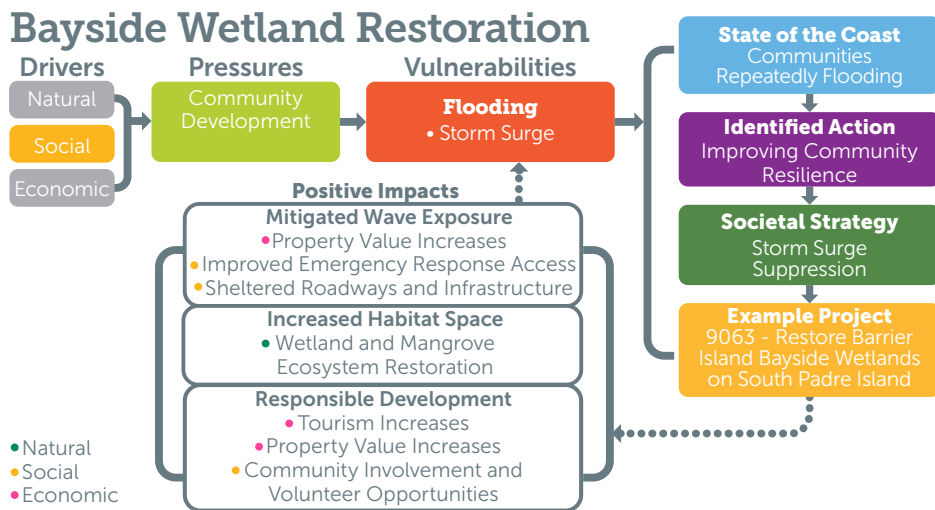 Bayside Wetland Restoration
Drivers
Natural
Social
Economic
Pressures
Community
Development
Vulnerabilities
Flooding
• Storm Surge
State of the Coast
Communities
Repeatedly Flooding
Identified Action
Improving Community
Resilience
Societal Strategy
Storm Surge
Suppression
Example Project
9063 - Restore Barrier
Island Bayside Wetlands
on South Padre Island
Positive Impacts
Mitigated Wave Exposure
• Property Value Increases
• Improved Emergency Response Access
• Sheltered Roadways and Infrastructure
Increased Habitat Space
• Wetland and Mangrove
Ecosystem Restoration
Responsible Development
• Tourism Increases
• Property Value Increases
• Community Involvement and
Volunteer Opportunities
• Natural
• Social
• Economic